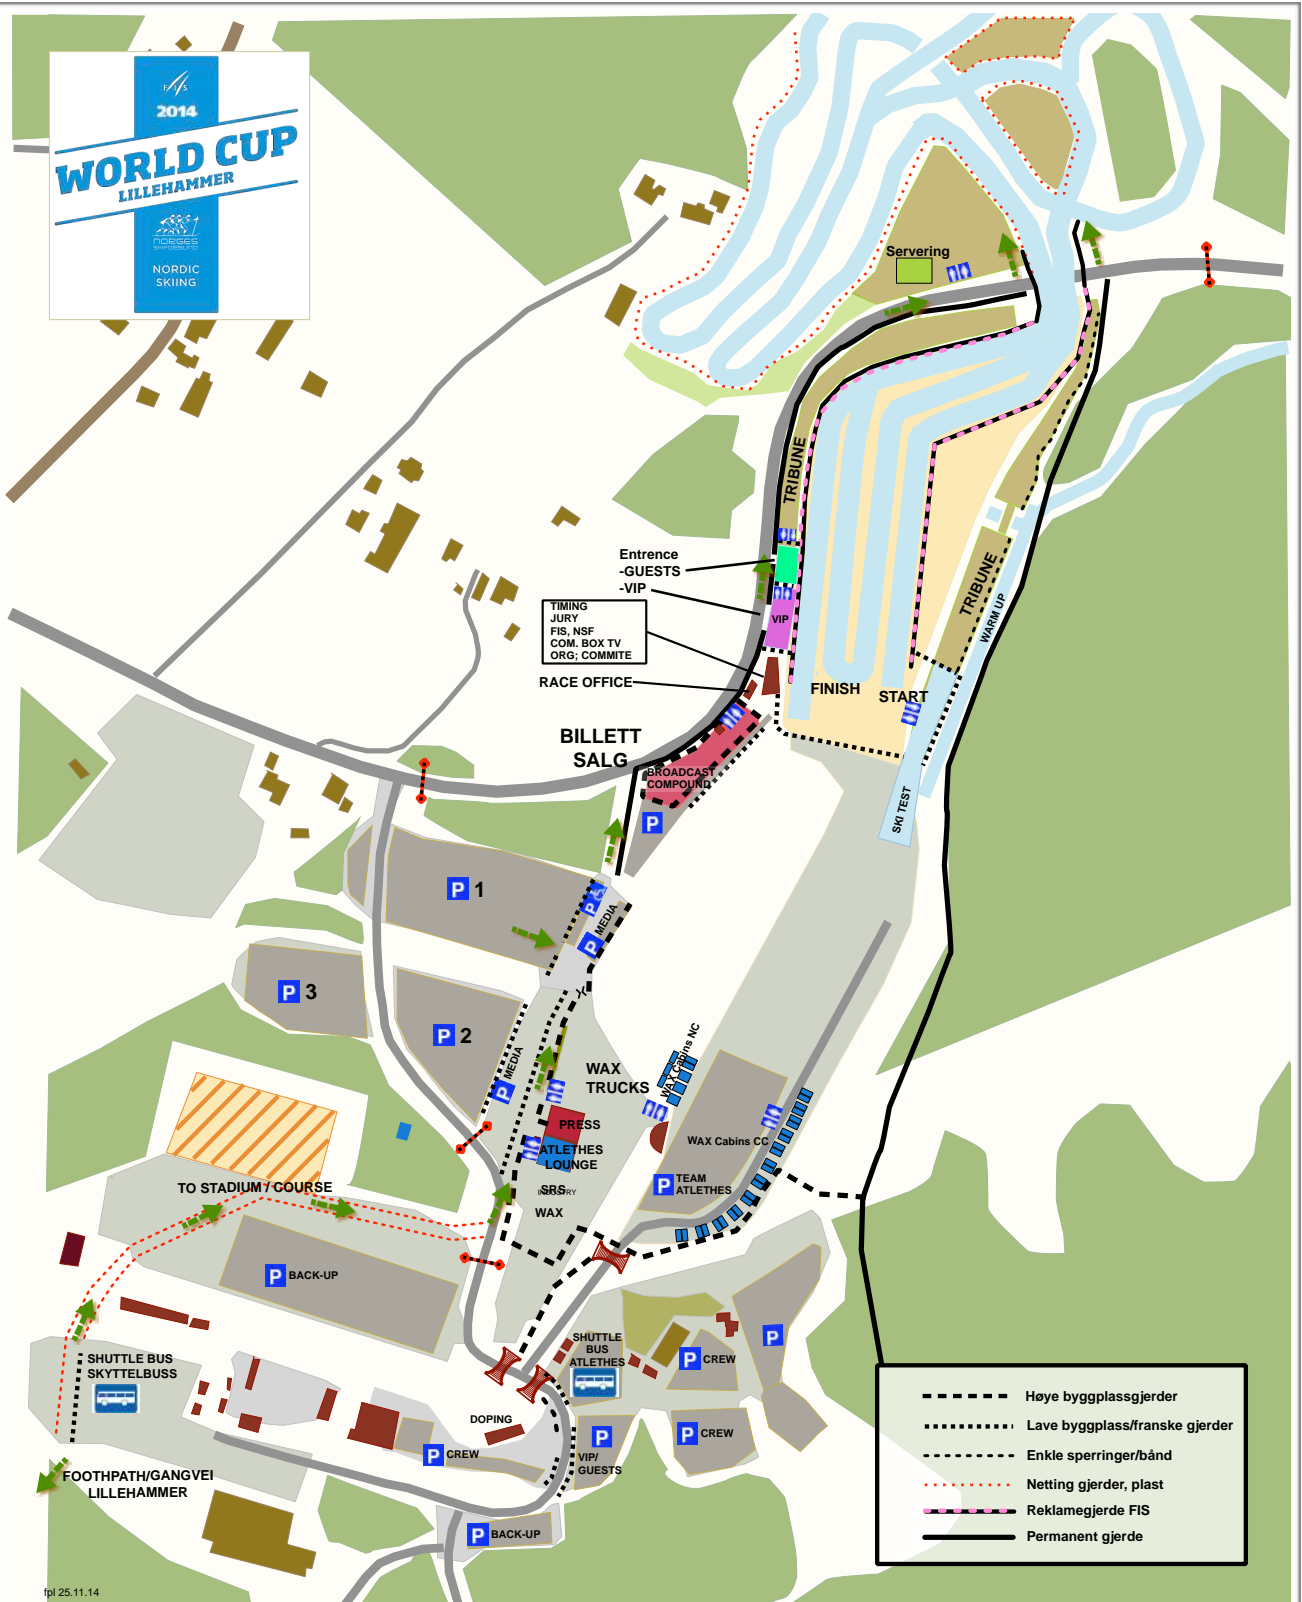 FIS
2014
WORLD CUP
LILLEHAMMER
NORGES
SKIFORBUND
NORDIC
SKIING
Servering
TRIBUNE
Entrence
-GUESTS
-VIP
VIP
TIMING
JURY
FIS, NSF
COM. BOX TV
ORG; COMMITE
RACE OFFICE
TRIBUNE
WARM UP
FINISH
START
BILLETT
SALG
BROADCAST
COMPOUND
P
SKI TEST
P 1
P
P
MEDIA
P 3
P 2
P
MEDIA
WAX
TRUCKS
WAX Cabins NC
PRESS
ATLETHES
LOUNGE
SRS
INDUSTRY
WAX
WAX Cabins CC
P TEAM
ATLETHES
TO STADIUM / COURSE
P BACK-UP
SHUTTLE BUS
SKYTTELBUSS
SHUTTLE
BUS
ATLETHES
P
P CREW
P CREW
DOPING
P CREW
P
VIP/
GUESTS
FOOTHPATH/GANGVEI
LILLEHAMMER
P BACK-UP
Høye byggplassgjerder
Lave byggplass/franske gjerder
Enkle sperringer/bånd
Netting gjerder, plast
Reklamegjerde FIS
Permanent gjerde
fpl 25.11.14